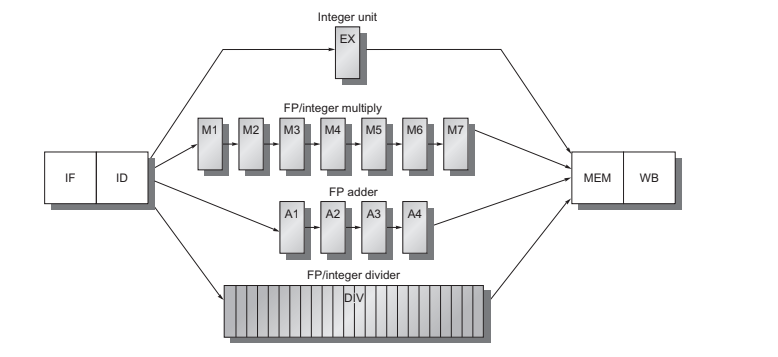 Integer unit
EX
FP/integer multiply
M1 M2 M3 M4 M5 M6 M7
IF ID MEM WB
FP adder
A1 A2 A3 A4
FP/integer divider
DIV